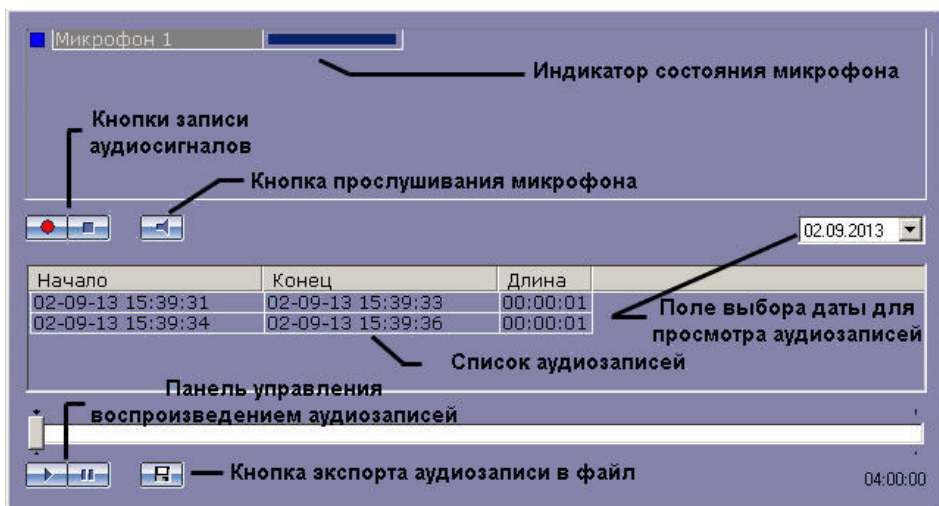 Микрофон 1
Индикатор состояния микрофона
Кнопки записи
аудиосигналов
Кнопка прослушивания микрофона
02.09.2013
Начало Конец Длина
02-09-13 15:39:31 02-09-13 15:39:33 00:00:01
02-09-13 15:39:34 02-09-13 15:39:36 00:00:01
Поле выбора даты для
просмотра аудиозаписей
Список аудиозаписей
Панель управления
воспроизведением аудиозаписей
Кнопка экспорта аудиозаписи в файл
04:00:00